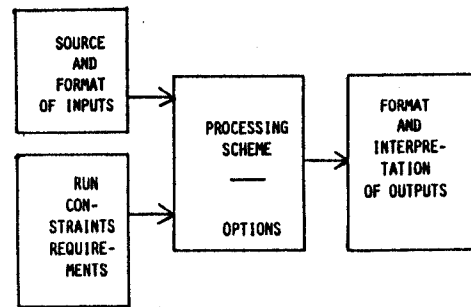 SOURCE
AND
FORMAT
OF INPUTS
RUN
CON-
STRAINTS
REQUIRE-
MENTS
PROCESSING
SCHEME
OPTIONS
FORMAT
AND
INTERPRE-
TATION
OF OUTPUTS